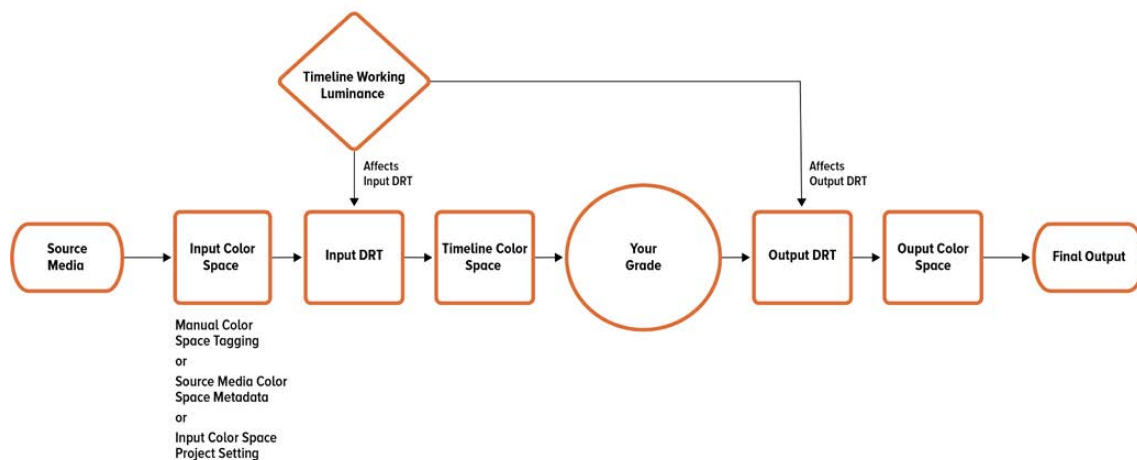 Timeline Working
Luminance
Affects
Input DRT
Affects
Output DRT
Source
Media
Input Color
Space
Input DRT
Timeline Color
Space
Your
Grade
Output DRT
Ouput Color
Space
Final Output
Manual Color
Space Tagging
or
Source Media Color
Space Metadata
or
Input Color Space
Project Setting